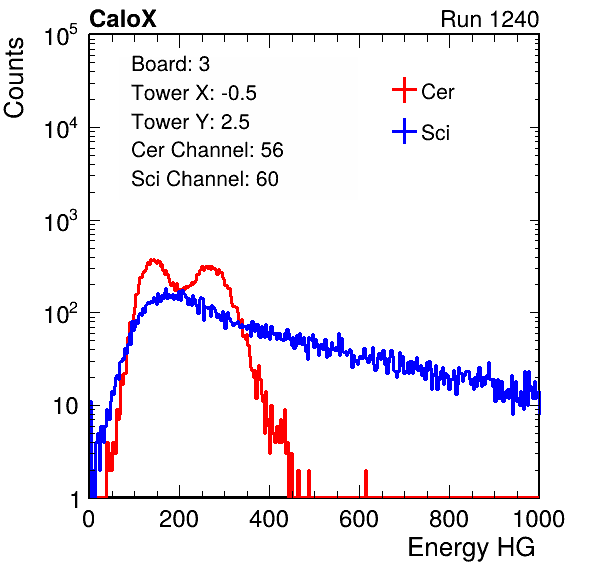 CaloX Run 1240
Board: 3
Tower X: -0.5
Tower Y: 2.5
Cer Channel: 56
Sci Channel: 60
Cer
Sci
Counts
10^5
10^4
10^3
10^2
10
1
0 200 400 600 800 1000
Energy HG